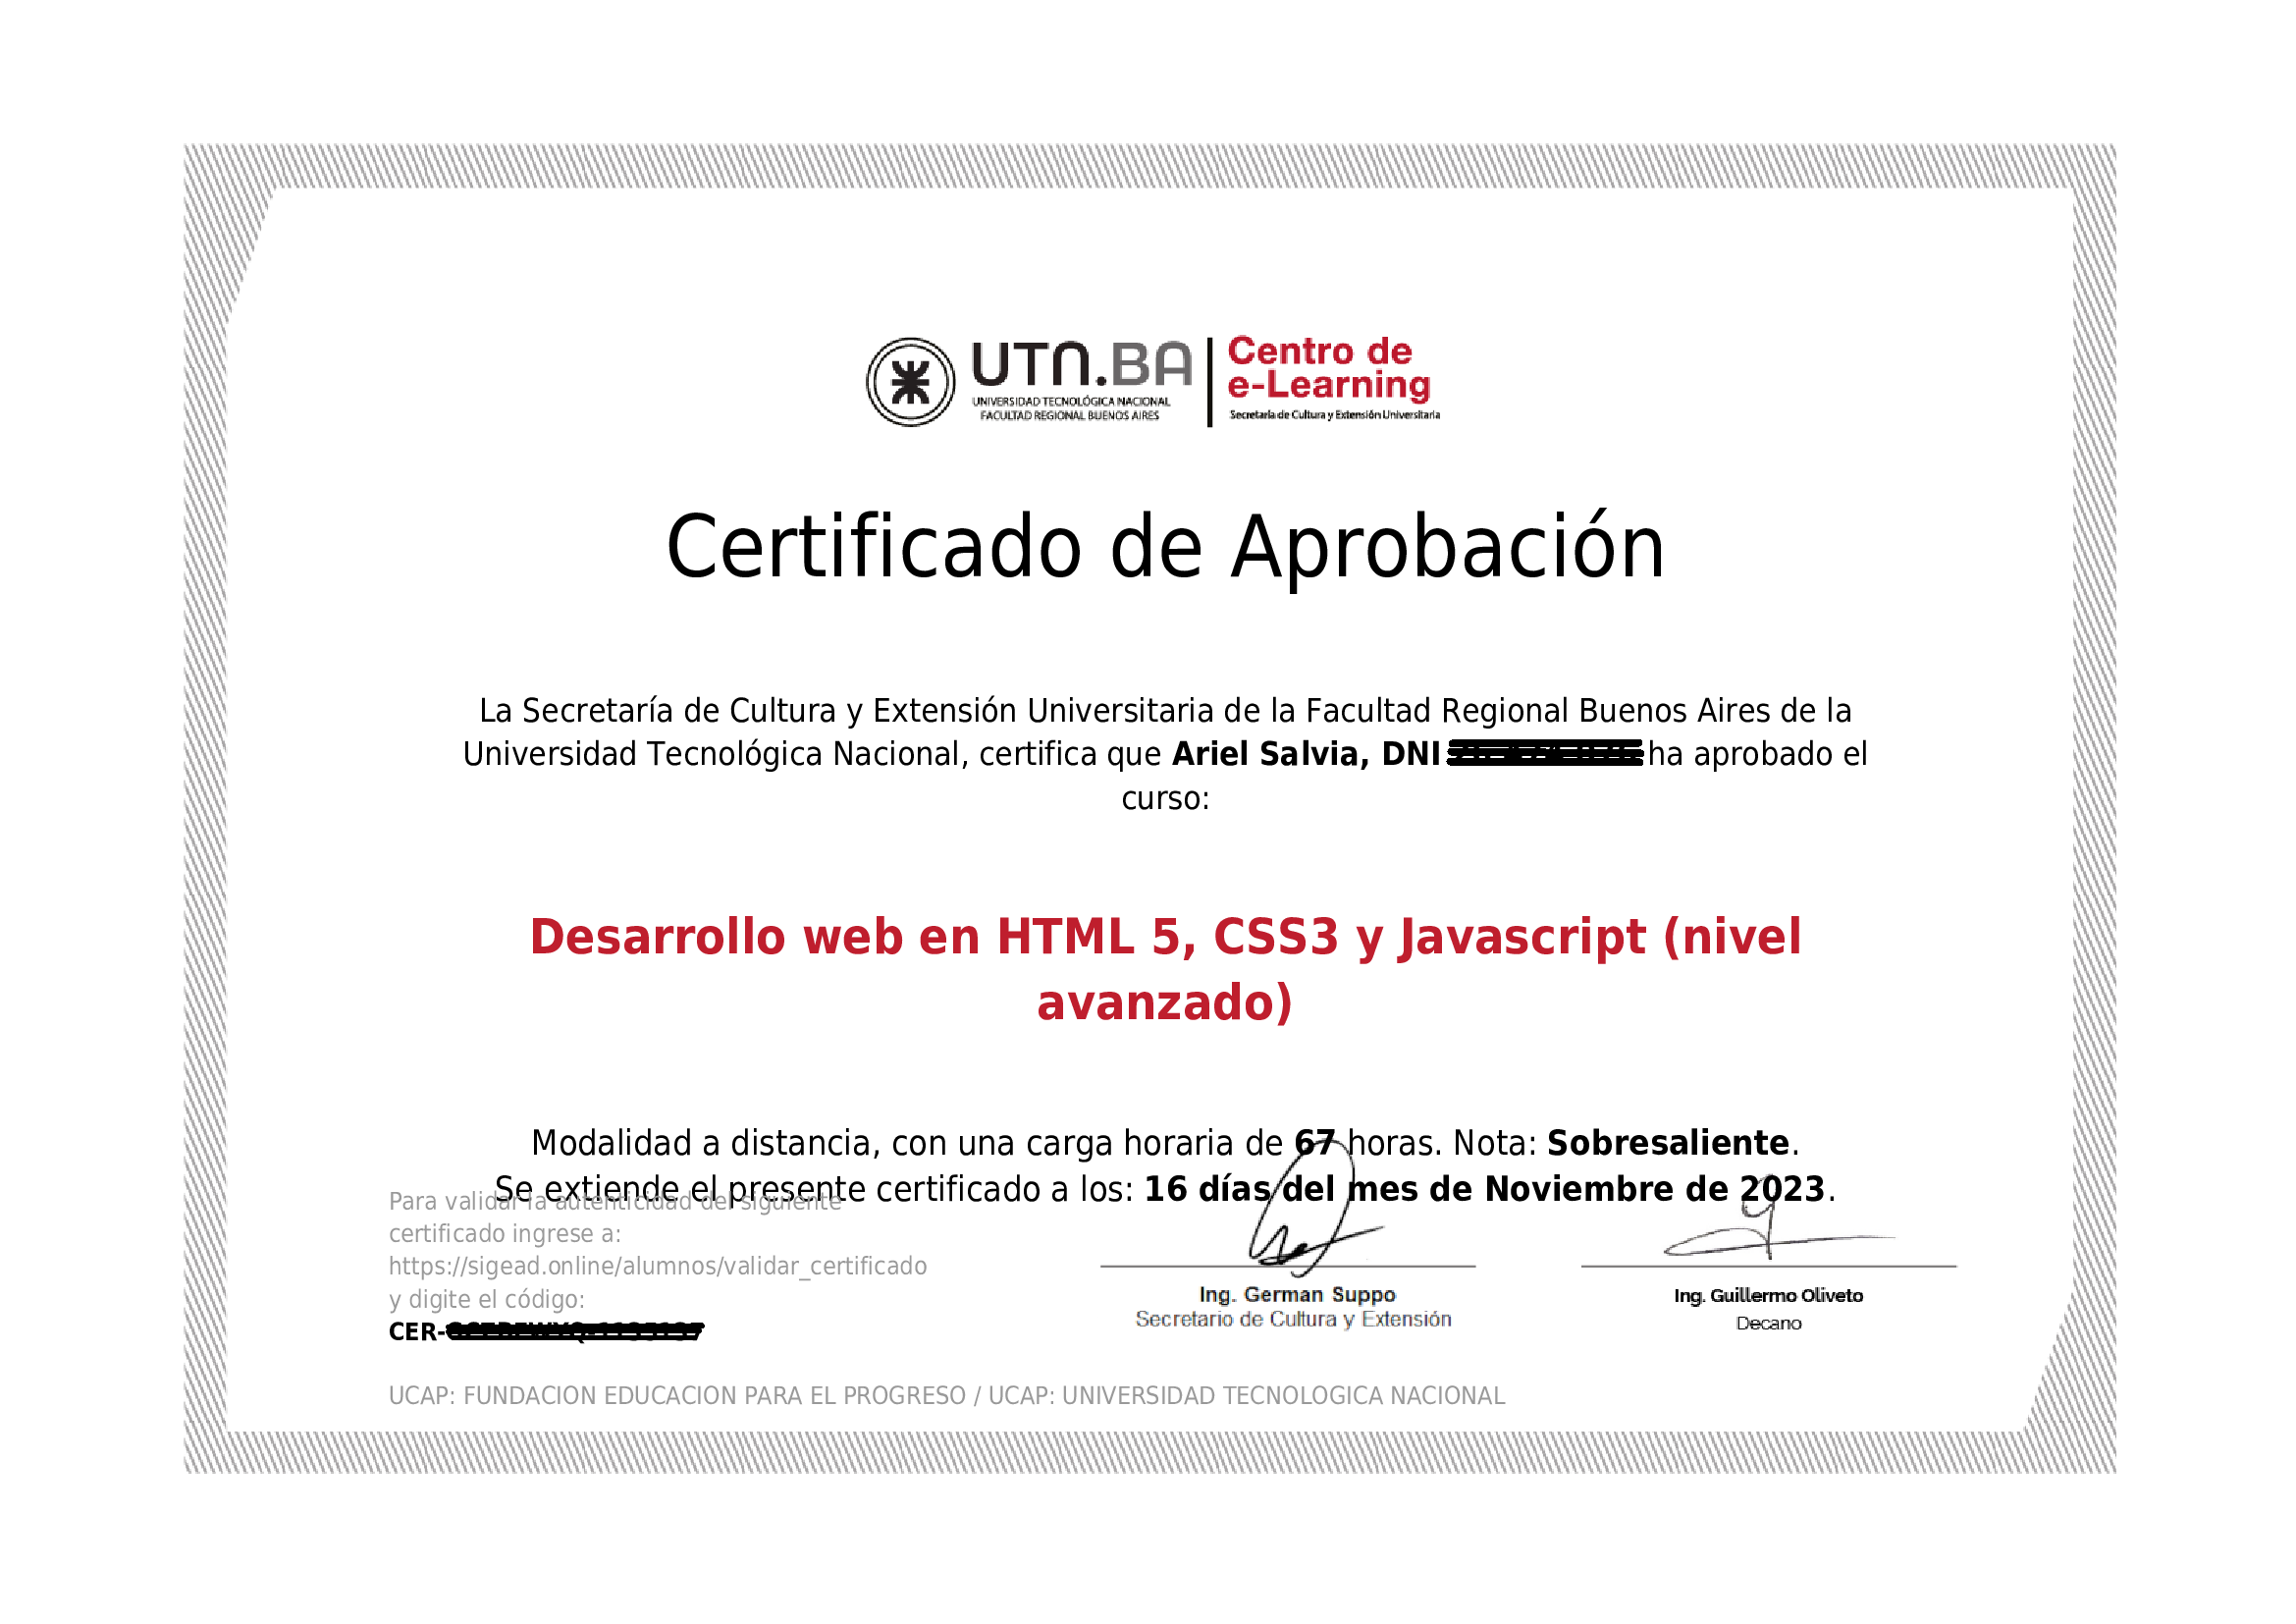 UTN.BA
UNIVERSIDAD TECNOLÓGICA NACIONAL
FACULTAD REGIONAL BUENOS AIRES
Centro de
e-Learning
Secretaría de Cultura y Extensión Universitaria
Certificado de Aprobación
La Secretaría de Cultura y Extensión Universitaria de la Facultad Regional Buenos Aires de la
Universidad Tecnológica Nacional, certifica que Ariel Salvia, DNI ha aprobado el
curso:
Desarrollo web en HTML 5, CSS3 y Javascript (nivel
avanzado)
Modalidad a distancia, con una carga horaria de 67 horas. Nota: Sobresaliente.
Se extiende el presente certificado a los: 16 días del mes de Noviembre de 2023.
Para validar la autenticidad del siguiente
certificado ingrese a:
https://sigead.online/alumnos/validar_certificado
y digite el código:
CER-
Ing. German Suppo
Secretario de Cultura y Extensión
Ing. Guillermo Oliveto
Decano
UCAP: FUNDACION EDUCACION PARA EL PROGRESO / UCAP: UNIVERSIDAD TECNOLOGICA NACIONAL